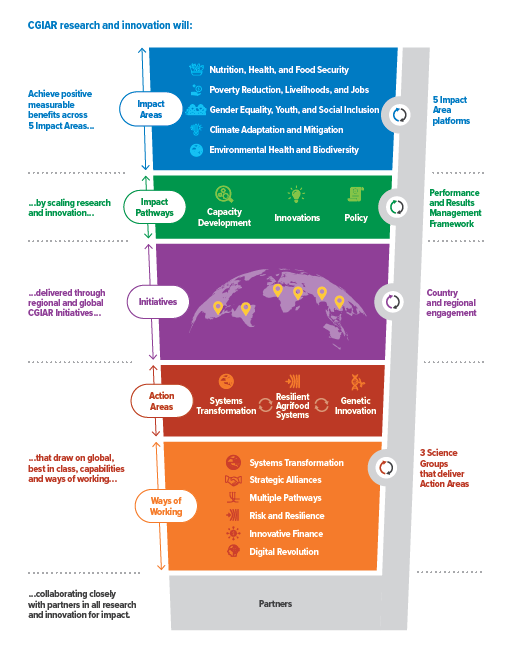 CGIAR research and innovation will:
Achieve positive
measurable
benefits across
5 Impact Areas...
Impact
Areas
Nutrition, Health, and Food Security
Poverty Reduction, Livelihoods, and Jobs
Gender Equality, Youth, and Social Inclusion
Climate Adaptation and Mitigation
Environmental Health and Biodiversity
5 Impact
Area
platforms
...by scaling research
and innovation...
Impact
Pathways
Capacity
Development
Innovations
Policy
Performance
and Results
Management
Framework
...delivered through
regional and global
CGIAR Initiatives...
Initiatives
Country
and regional
engagement
Action
Areas
Systems
Transformation
Resilient
Agrifood
Systems
Genetic
Innovation
...that draw on global,
best in class, capabilities
and ways of working...
Ways of
Working
Systems Transformation
Strategic Alliances
Multiple Pathways
Risk and Resilience
Innovative Finance
Digital Revolution
3 Science
Groups
that deliver
Action Areas
...collaborating closely
with partners in all research
and innovation for impact.
Partners